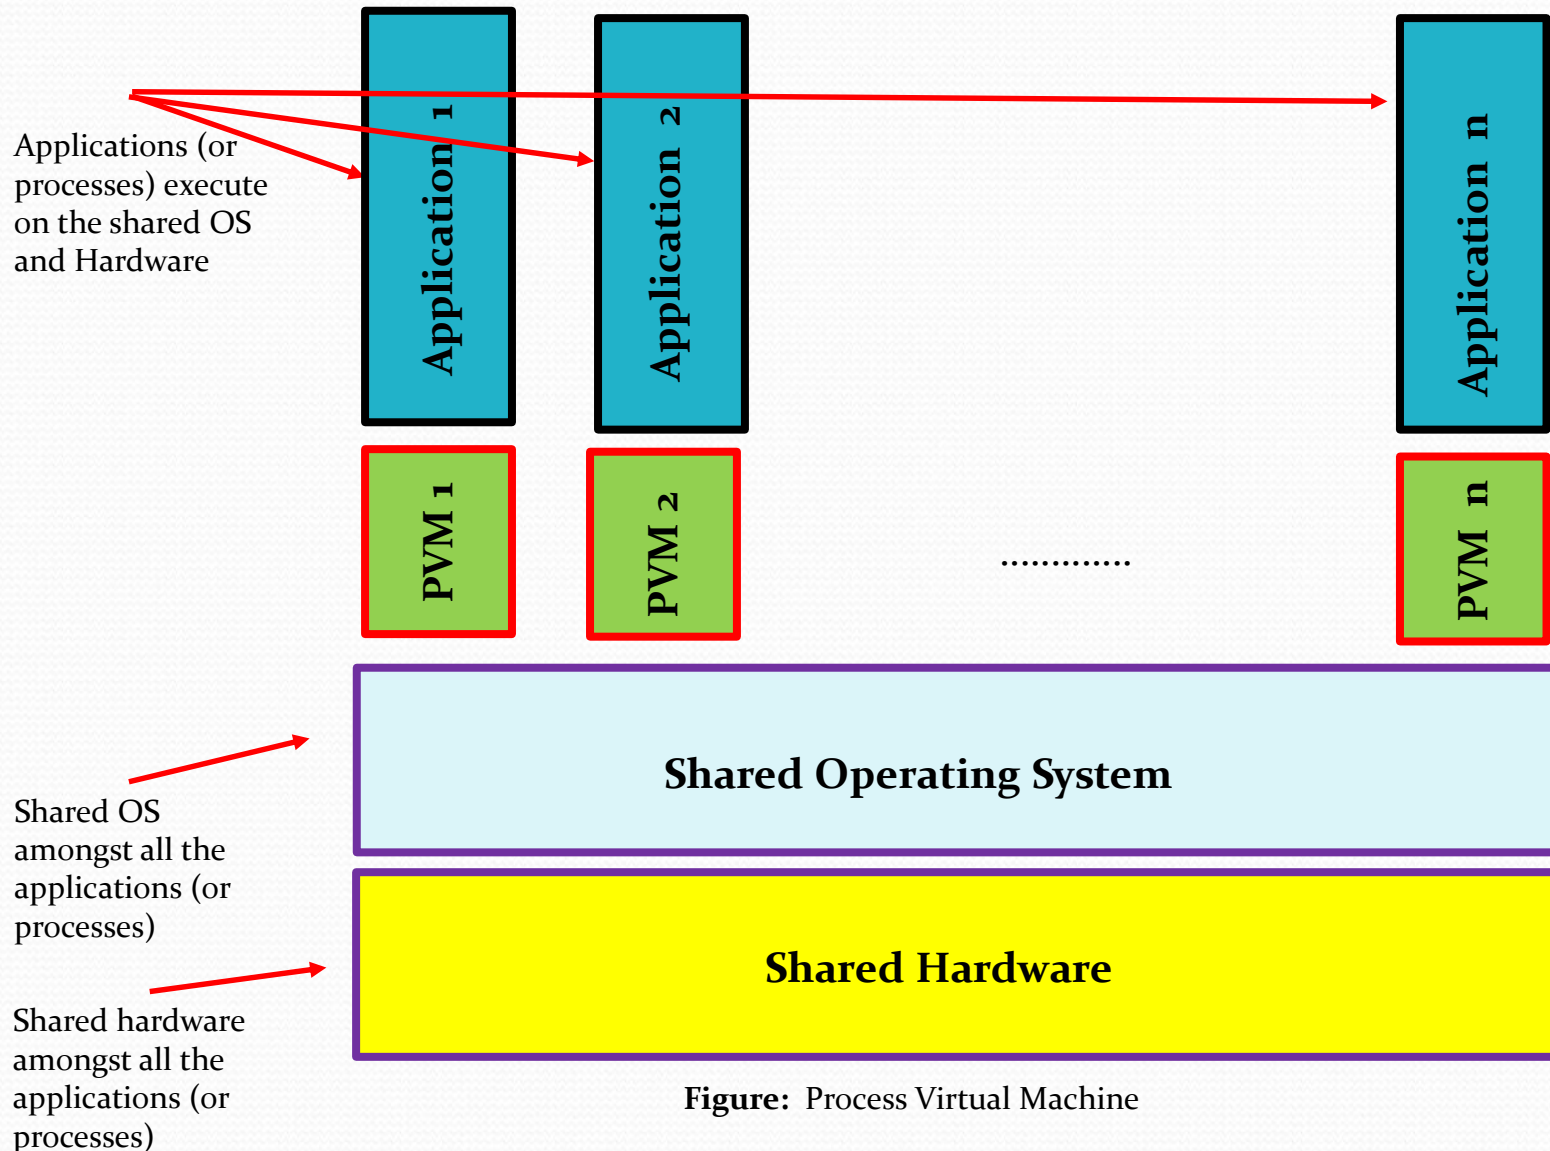 Applications (or
processes) execute
on the shared OS
and Hardware
Application 1
Application 2
Application n
PVM 1
PVM 2
.............
PVM n
Shared OS
amongst all the
applications (or
processes)
Shared Operating System
Shared hardware
amongst all the
applications (or
processes)
Shared Hardware
Figure: Process Virtual Machine